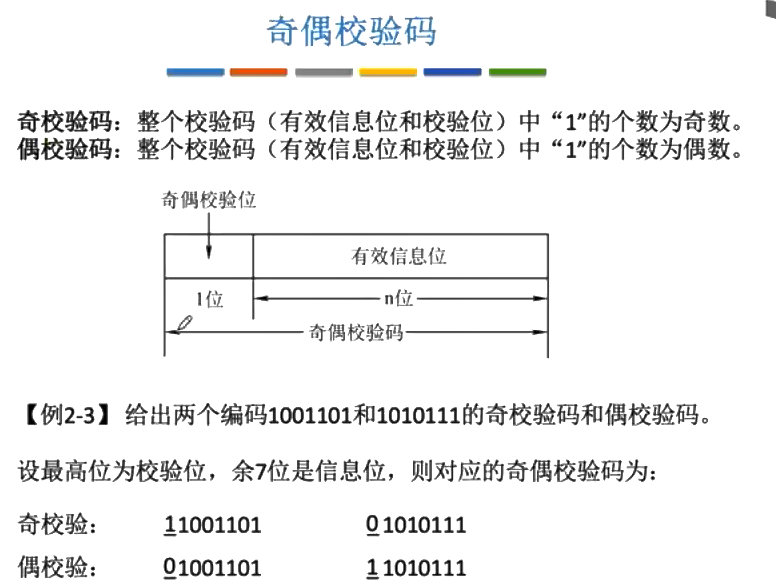 奇偶校验码
奇校验码：整个校验码（有效信息位和校验位）中“1”的个数为奇数。
偶校验码：整个校验码（有效信息位和校验位）中“1”的个数为偶数。
奇偶校验位
有效信息位
1位
n位
奇偶校验码
【例2-3】 给出两个编码1001101和1010111的奇校验码和偶校验码。
设最高位为校验位，余7位是信息位，则对应的奇偶校验码为：
奇校验： 11001101 01010111
偶校验： 01001101 11010111